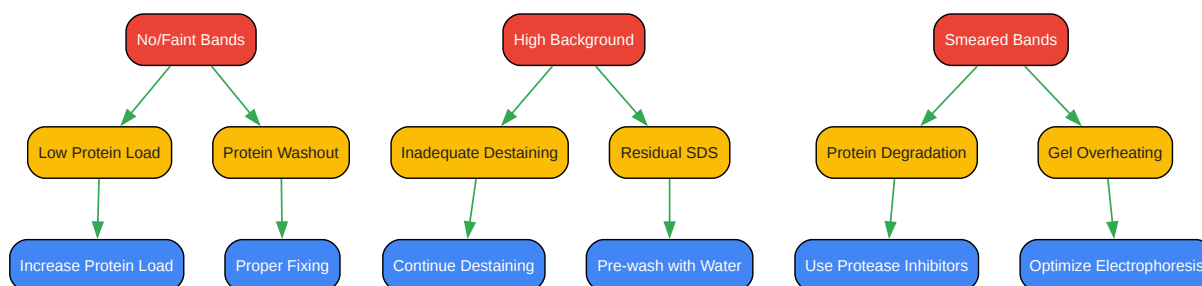 No/Faint Bands
High Background
Smeared Bands
Low Protein Load
Protein Washout
Inadequate Destaining
Residual SDS
Protein Degradation
Gel Overheating
Increase Protein Load
Proper Fixing
Continue Destaining
Pre-wash with Water
Use Protease Inhibitors
Optimize Electrophoresis